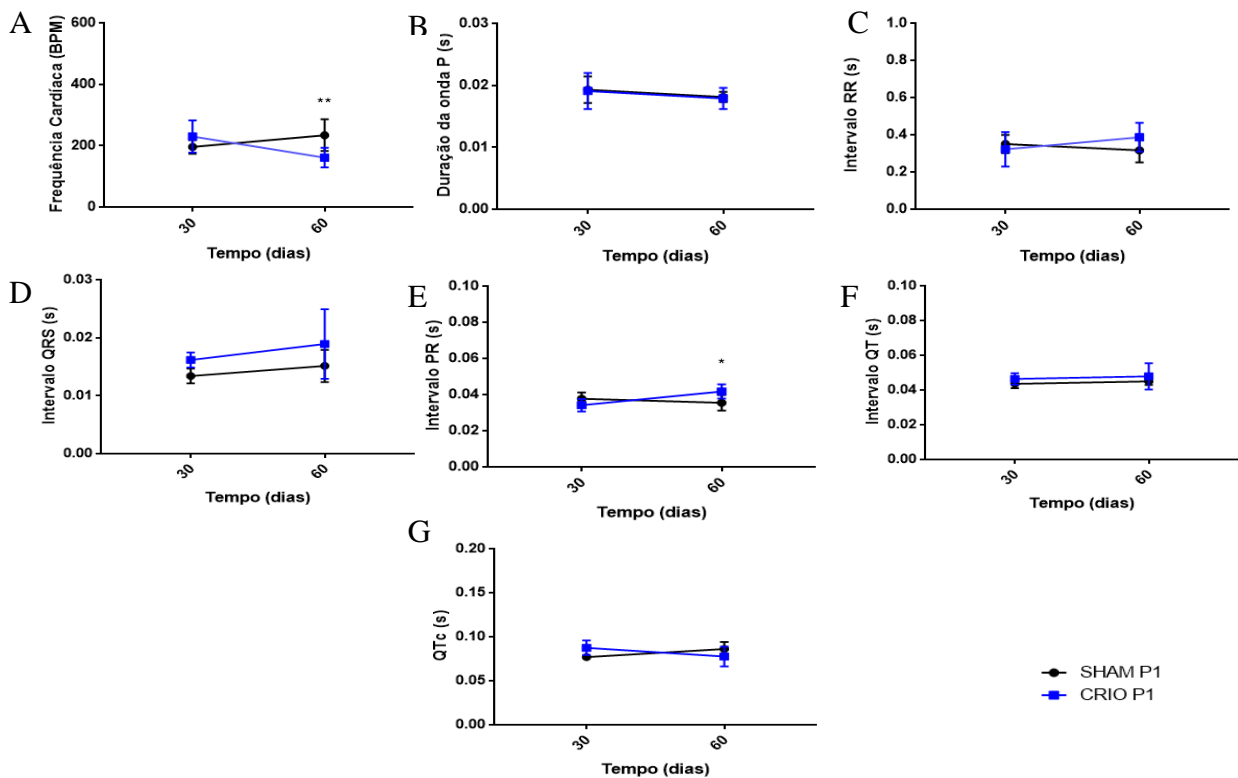 A
Frequência Cardíaca (BPM)
600
400
200
0
**
30
60
Tempo (dias)
B
Duração da onda P (s)
0.03
0.02
0.01
0.00
30
60
Tempo (dias)
C
Intervalo RR (s)
1.0
0.8
0.6
0.4
0.2
0.0
30
60
Tempo (dias)
D
Intervalo QRS (s)
0.03
0.02
0.01
0.00
30
60
Tempo (dias)
E
Intervalo PR (s)
0.10
0.08
0.06
0.04
0.02
0.00
*
30
60
Tempo (dias)
F
Intervalo QT (s)
0.10
0.08
0.06
0.04
0.02
0.00
30
60
Tempo (dias)
G
QTc (s)
0.20
0.15
0.10
0.05
0.00
30
60
Tempo (dias)
SHAM P1
CRIO P1